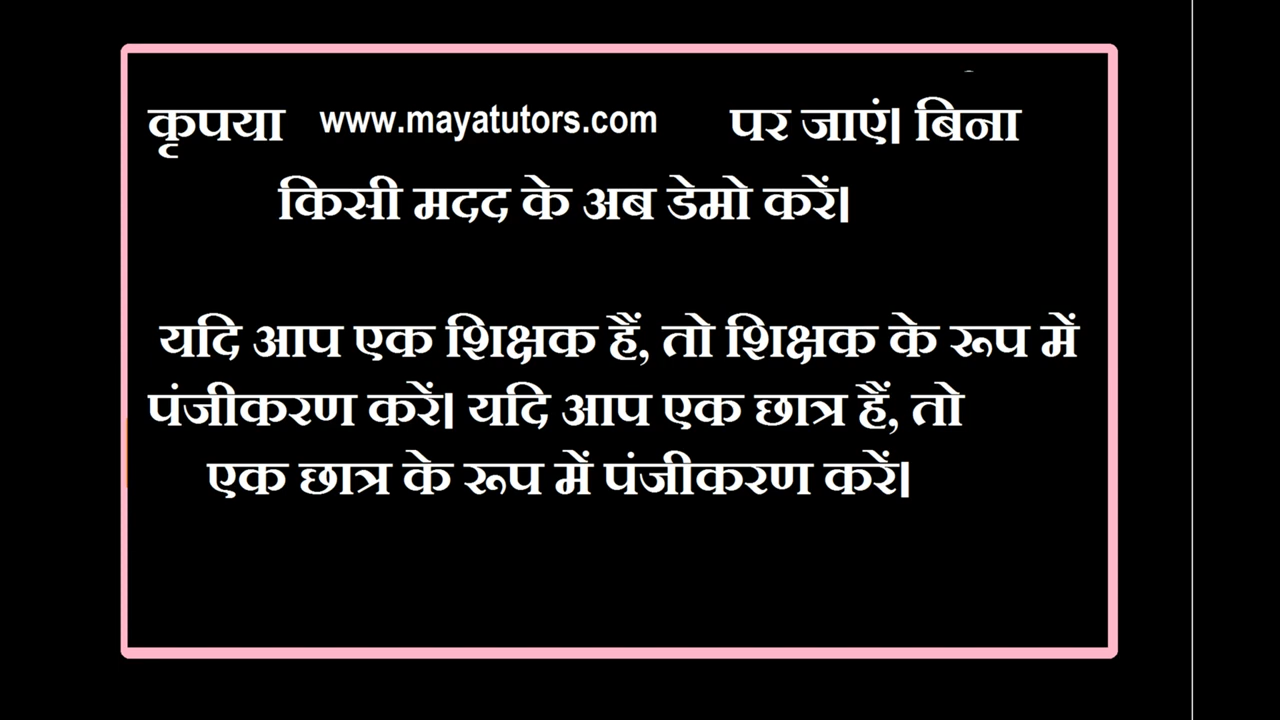 कृपया www.mayatutors.com पर जाएं। बिना
किसी मदद के अब डेमो करें।
यदि आप एक शिक्षक हैं, तो शिक्षक के रूप में
पंजीकरण करें। यदि आप एक छात्र हैं, तो
एक छात्र के रूप में पंजीकरण करें।